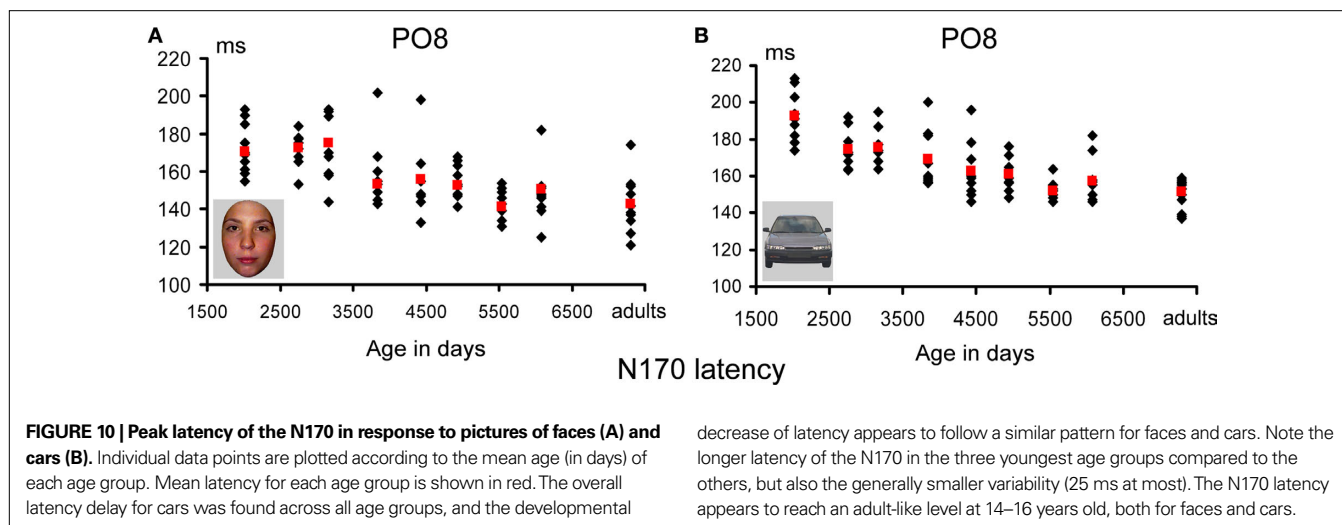 A
ms
PO8
220
200
180
160
140
120
100
1500
2500
3500
4500
5500
6500
adults
Age in days
B
ms
PO8
220
200
180
160
140
120
100
1500
2500
3500
4500
5500
6500
adults
Age in days
N170 latency
FIGURE 10 | Peak latency of the N170 in response to pictures of faces (A) and
cars (B). Individual data points are plotted according to the mean age (in days) of
each age group. Mean latency for each age group is shown in red. The overall
latency delay for cars was found across all age groups, and the developmental
decrease of latency appears to follow a similar pattern for faces and cars. Note the
longer latency of the N170 in the three youngest age groups compared to the
others, but also the generally smaller variability (25 ms at most). The N170 latency
appears to reach an adult-like level at 14–16 years old, both for faces and cars.